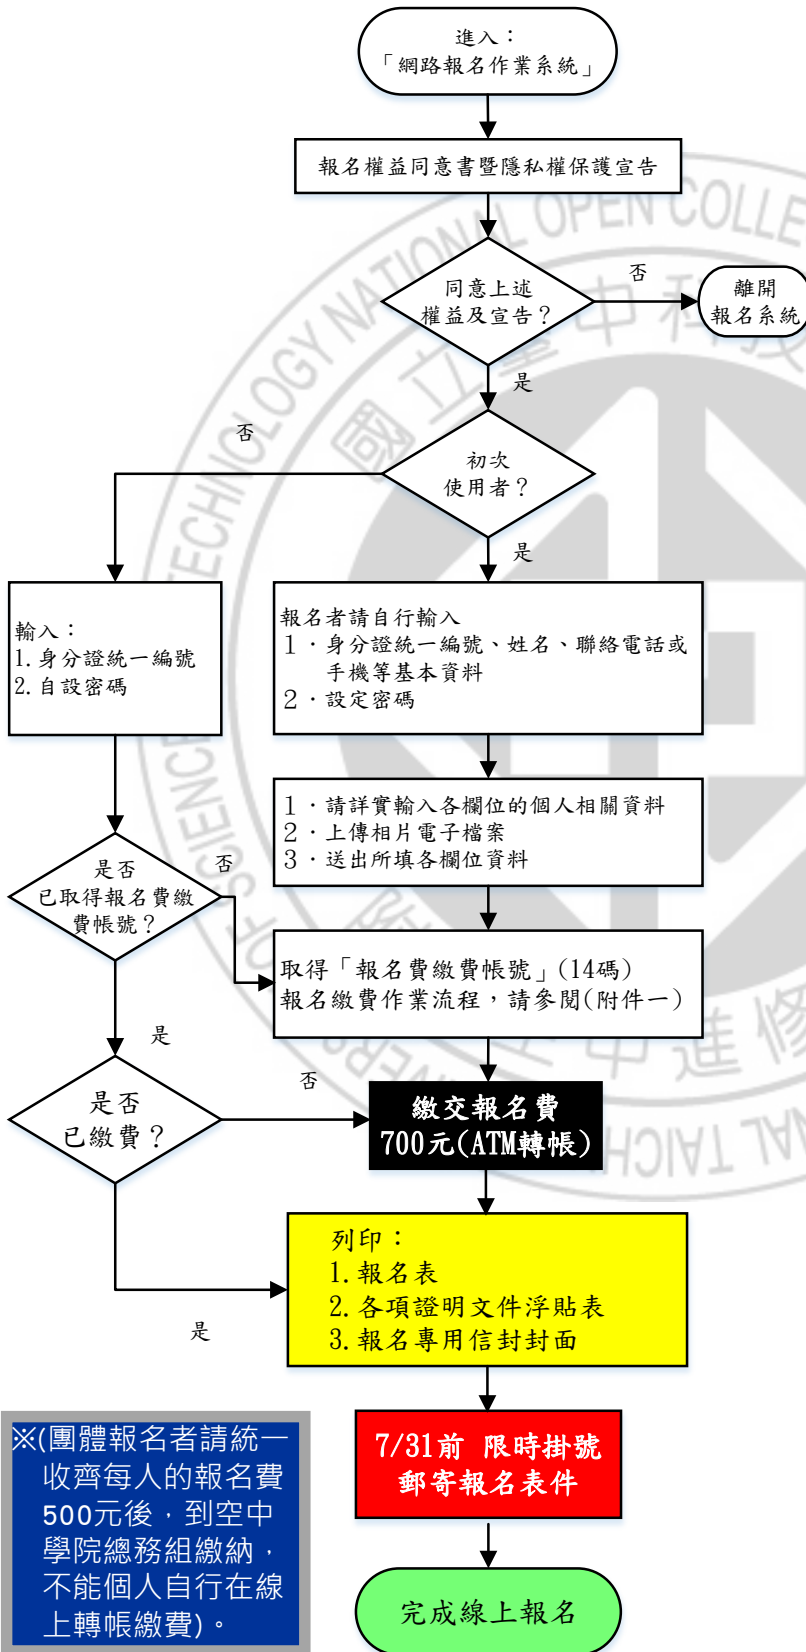 進入：
「網路報名作業系統」
報名權益同意書暨隱私權保護宣告
同意上述
權益及宣告？
否
離開
報名系統
是
初次
使用者？
否
是
輸入：
1.身分證統一編號
2.自設密碼
報名者請自行輸入
１．身分證統一編號、姓名、聯絡電話或
手機等基本資料
２．設定密碼
１．請詳實輸入各欄位的個人相關資料
２．上傳相片電子檔案
３．送出所填各欄位資料
是否
已取得報名費繳
費帳號？
否
取得「報名費繳費帳號」(14碼)
報名繳費作業流程，請參閱(附件一)
是
是否
已繳費？
否
繳交報名費
700元(ATM轉帳)
是
列印：
1.報名表
2.各項證明文件浮貼表
3.報名專用信封封面
7/31前 限時掛號
郵寄報名表件
完成線上報名
※(團體報名者請統一
收齊每人的報名費
500元後，到空中
學院總務組繳納，
不能個人自行在線
上轉帳繳費)。